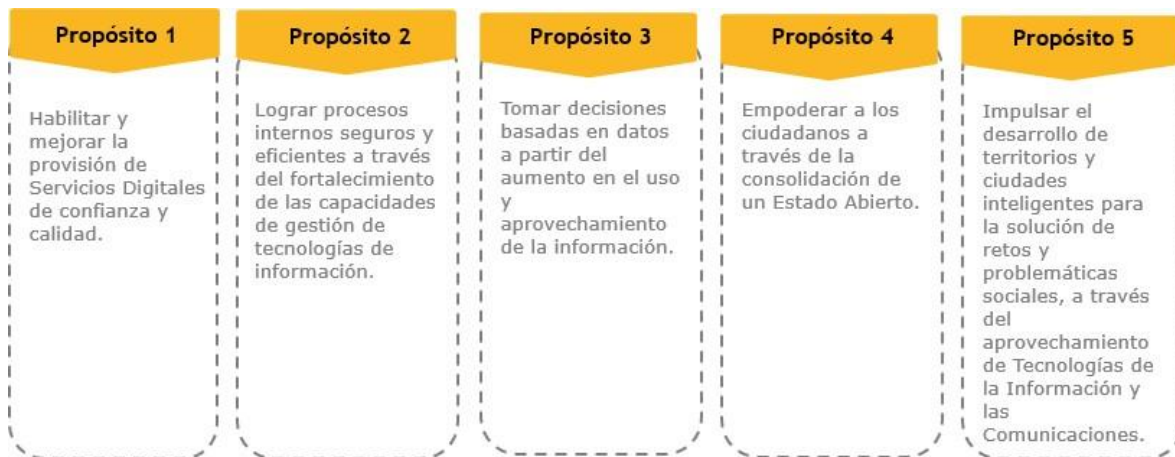 Propósito 1
Habilitar y
mejorar la
provisión de
Servicios Digitales
de confianza y
calidad.
Propósito 2
Lograr procesos
internos seguros y
eficientes a través
del fortalecimiento
de las capacidades
de gestión de
tecnologías de
información.
Propósito 3
Tomar decisiones
basadas en datos
a partir del
aumento en el uso
y
aprovechamiento
de la información.
Propósito 4
Empoderar a los
ciudadanos a
través de la
consolidación de
un Estado Abierto.
Propósito 5
Impulsar el
desarrollo de
territorios y
ciudades
inteligentes para
la solución de
retos y
problemáticas
sociales, a través
del
aprovechamiento
de Tecnologías de
la Información y
las
Comunicaciones.